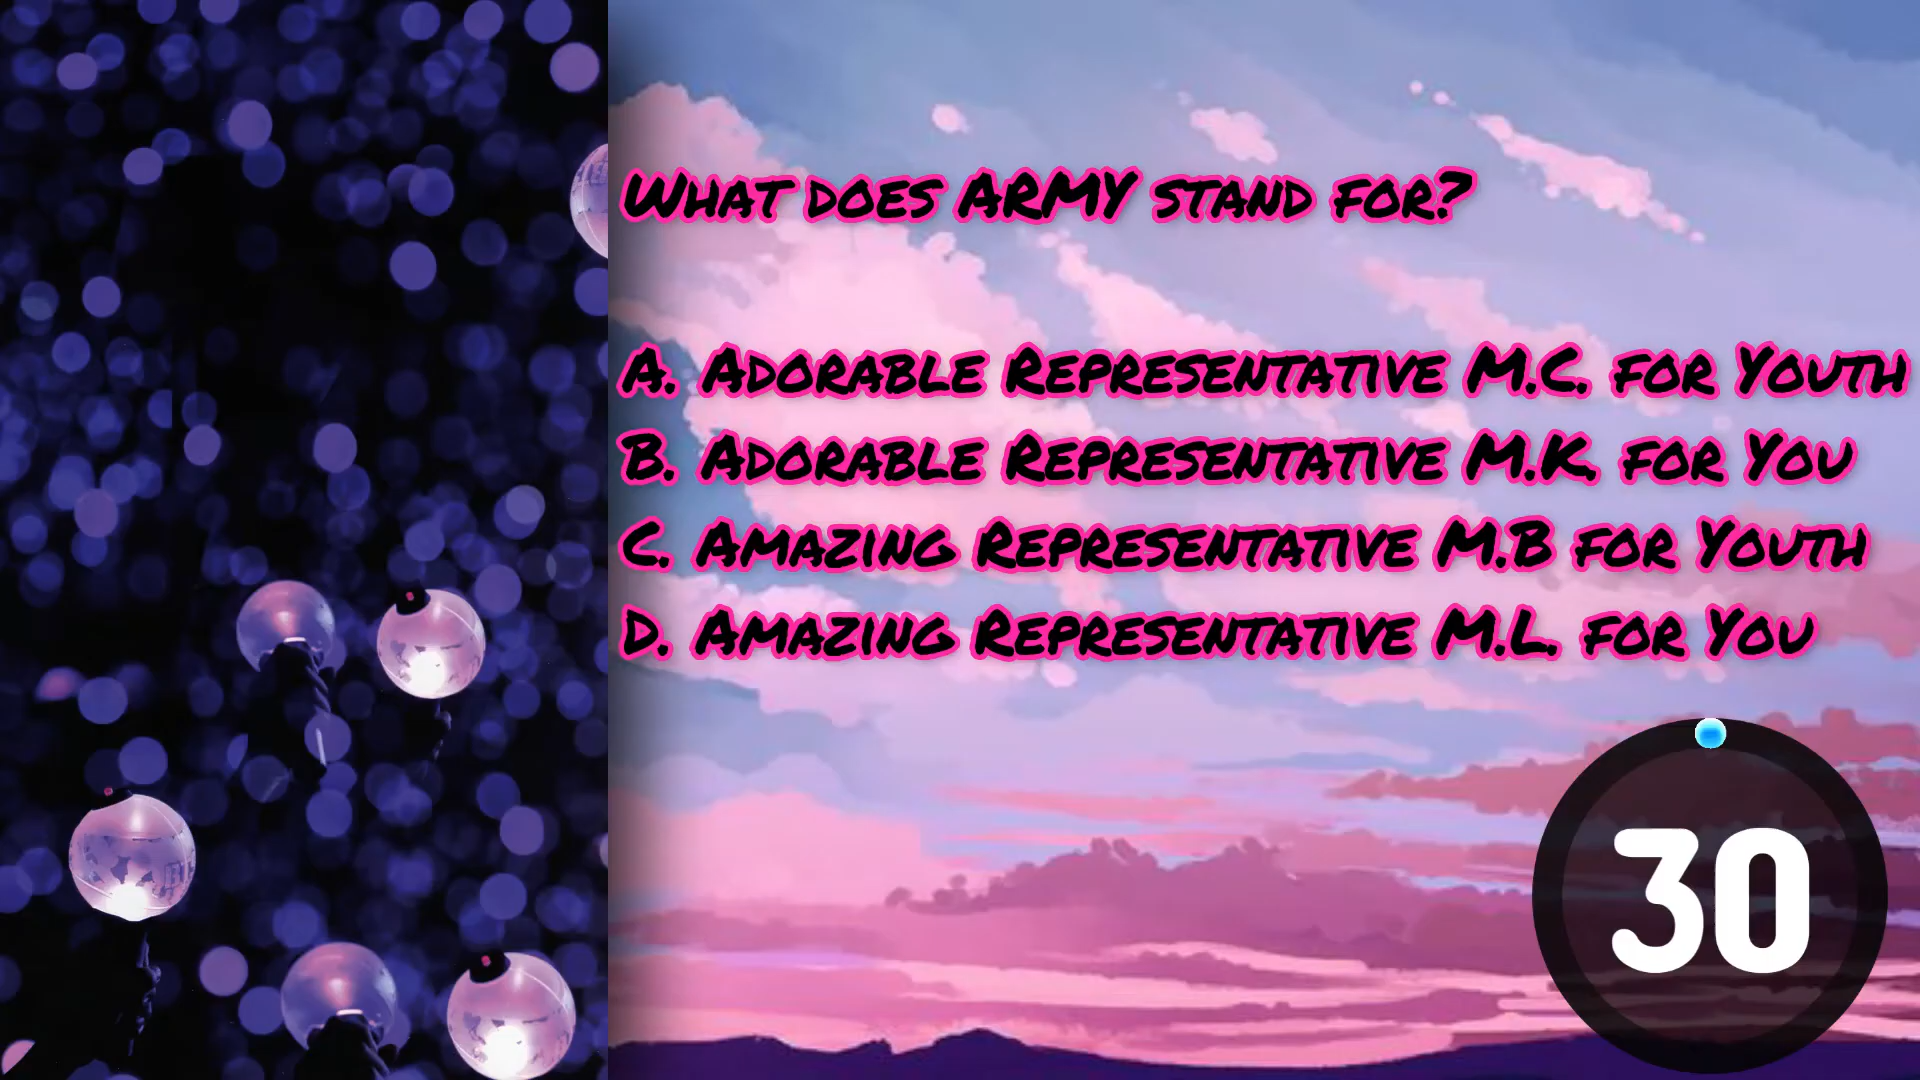 What does ARMY stand for?
A. Adorable Representative M.C. for Youth
B. Adorable Representative M.K. for You
C. Amazing Representative M.B for Youth
D. Amazing Representative M.L. for You
30